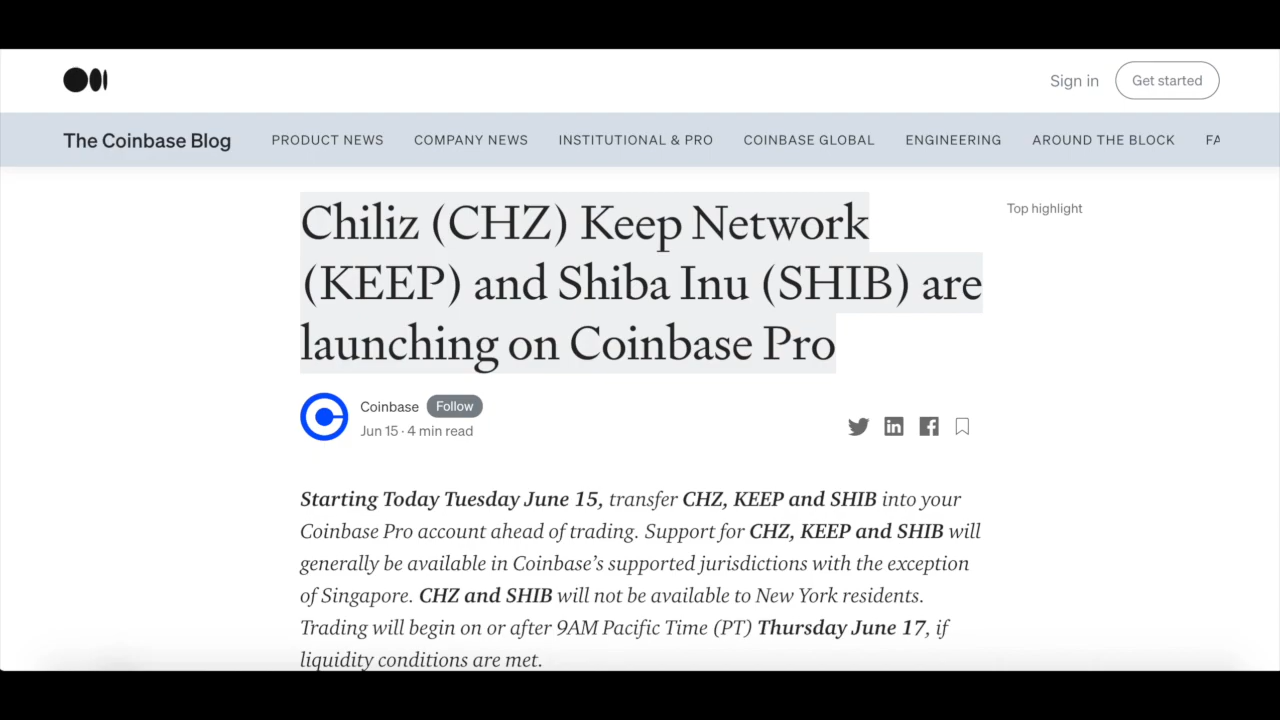 Sign in
Get started
The Coinbase Blog
PRODUCT NEWS
COMPANY NEWS
INSTITUTIONAL & PRO
COINBASE GLOBAL
ENGINEERING
AROUND THE BLOCK
FA
Chiliz (CHZ) Keep Network
(KEEP) and Shiba Inu (SHIB) are
launching on Coinbase Pro
Top highlight
Coinbase
Follow
Jun 15 · 4 min read
Starting Today Tuesday June 15, transfer CHZ, KEEP and SHIB into your
Coinbase Pro account ahead of trading. Support for CHZ, KEEP and SHIB will
generally be available in Coinbase’s supported jurisdictions with the exception
of Singapore. CHZ and SHIB will not be available to New York residents.
Trading will begin on or after 9AM Pacific Time (PT) Thursday June 17, if
liquidity conditions are met.